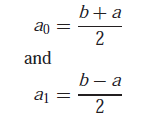 a₀ = (b + a) / 2
and
a₁ = (b − a) / 2